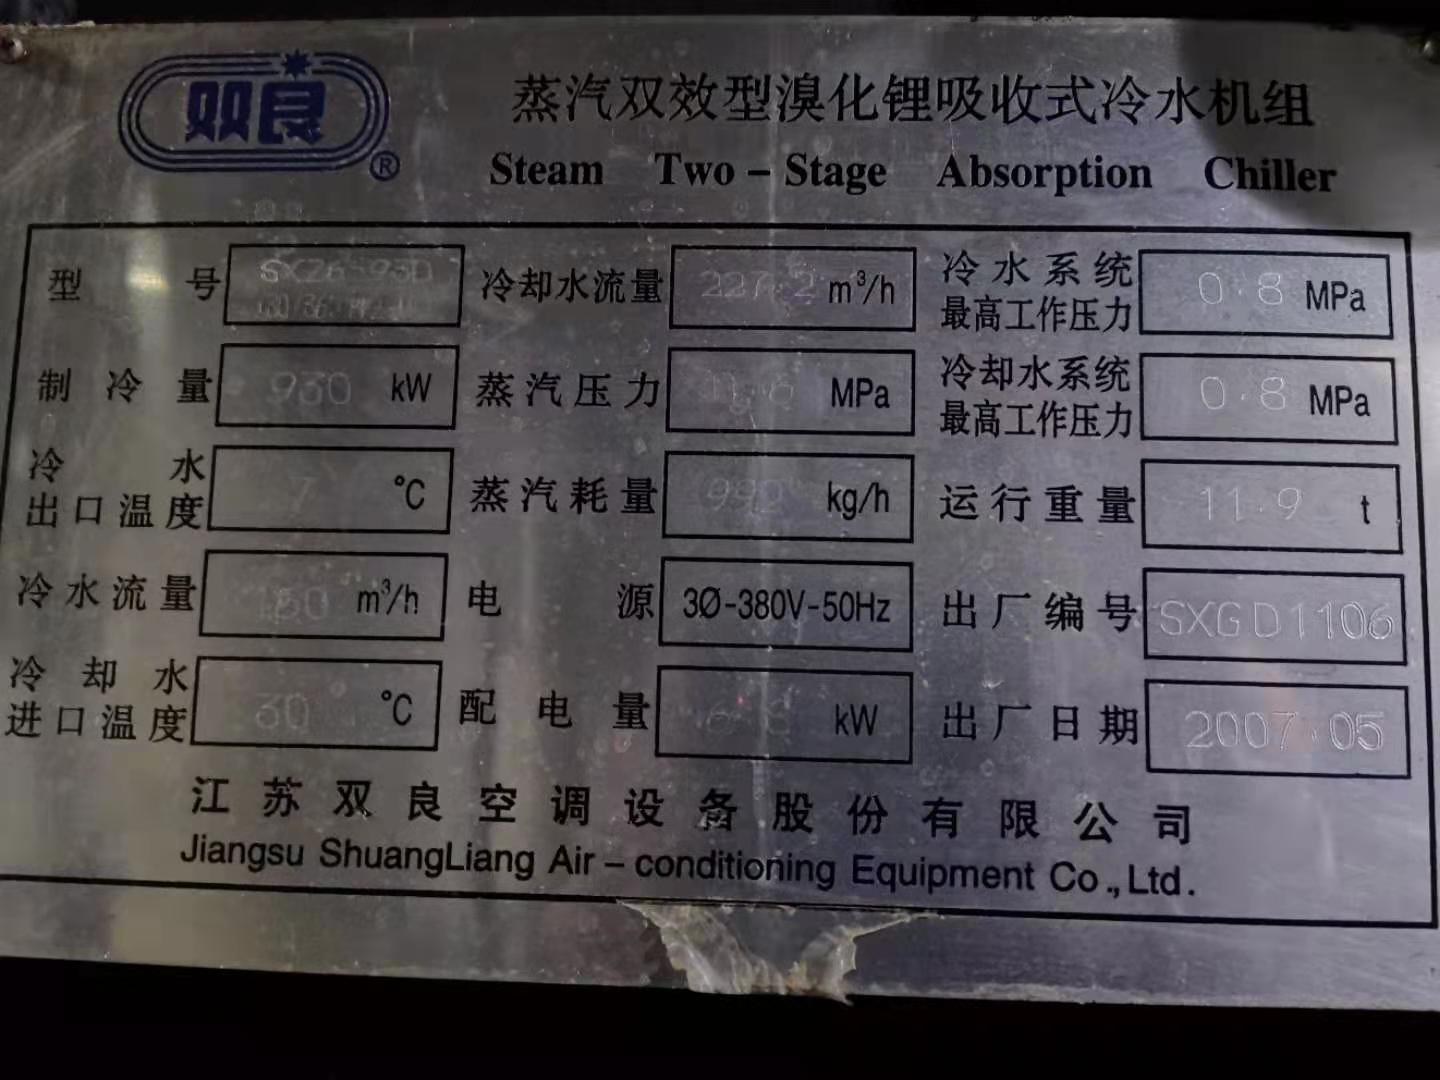 双良 ®
蒸汽双效型溴化锂吸收式冷水机组
Steam Two-Stage Absorption Chiller
型号 冷却水流量 227.2 m³/h 冷水系统最高工作压力 0.8 MPa
制冷量 930 kW 蒸汽压力 MPa 冷却水系统最高工作压力 0.8 MPa
冷水出口温度 7 ℃ 蒸汽耗量 kg/h 运行重量 11.9 t
冷水流量 m³/h 电源 3Ø-380V-50Hz 出厂编号 SXGD1106
冷却水进口温度 30 ℃ 配电量 kW 出厂日期 2007.05
江苏双良空调设备股份有限公司
Jiangsu ShuangLiang Air-conditioning Equipment Co.,Ltd.